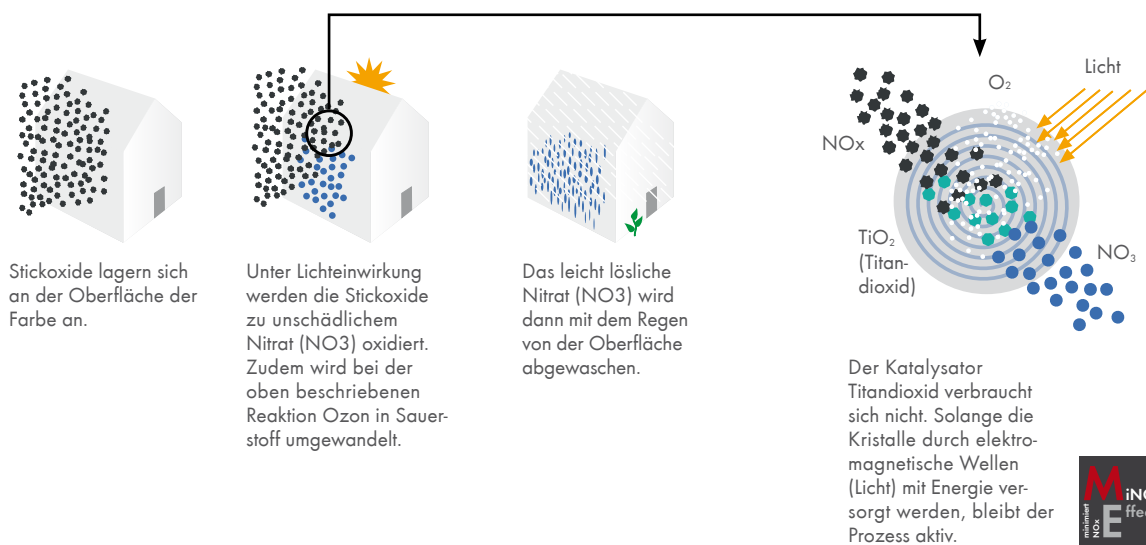 Stickoxide lagern sich
an der Oberfläche der
Farbe an.
Unter Lichteinwirkung
werden die Stickoxide
zu unschädlichem
Nitrat (NO3) oxidiert.
Zudem wird bei der
oben beschriebenen
Reaktion Ozon in Sauer-
stoff umgewandelt.
Das leicht lösliche
Nitrat (NO3) wird
dann mit dem Regen
von der Oberfläche
abgewaschen.
O₂
Licht
NOx
TiO₂
(Titan-
dioxid)
NO₃
Der Katalysator
Titandioxid verbraucht
sich nicht. Solange die
Kristalle durch elektro-
magnetische Wellen
(Licht) mit Energie ver-
sorgt werden, bleibt der
Prozess aktiv.
minimiert
NOx
MiNO
Effec